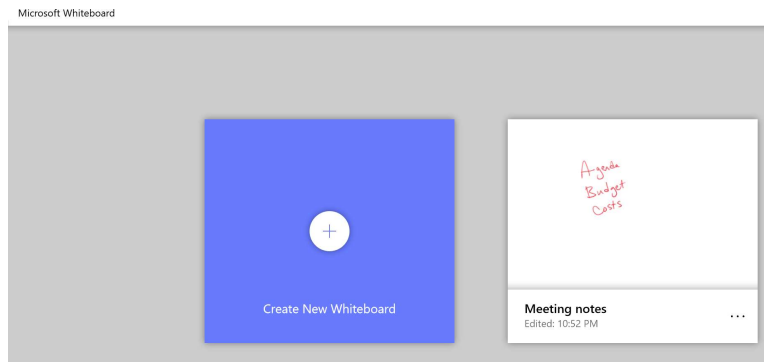 Microsoft Whiteboard
Create New Whiteboard
Agenda
Budget
Costs
Meeting notes
Edited: 10:52 PM